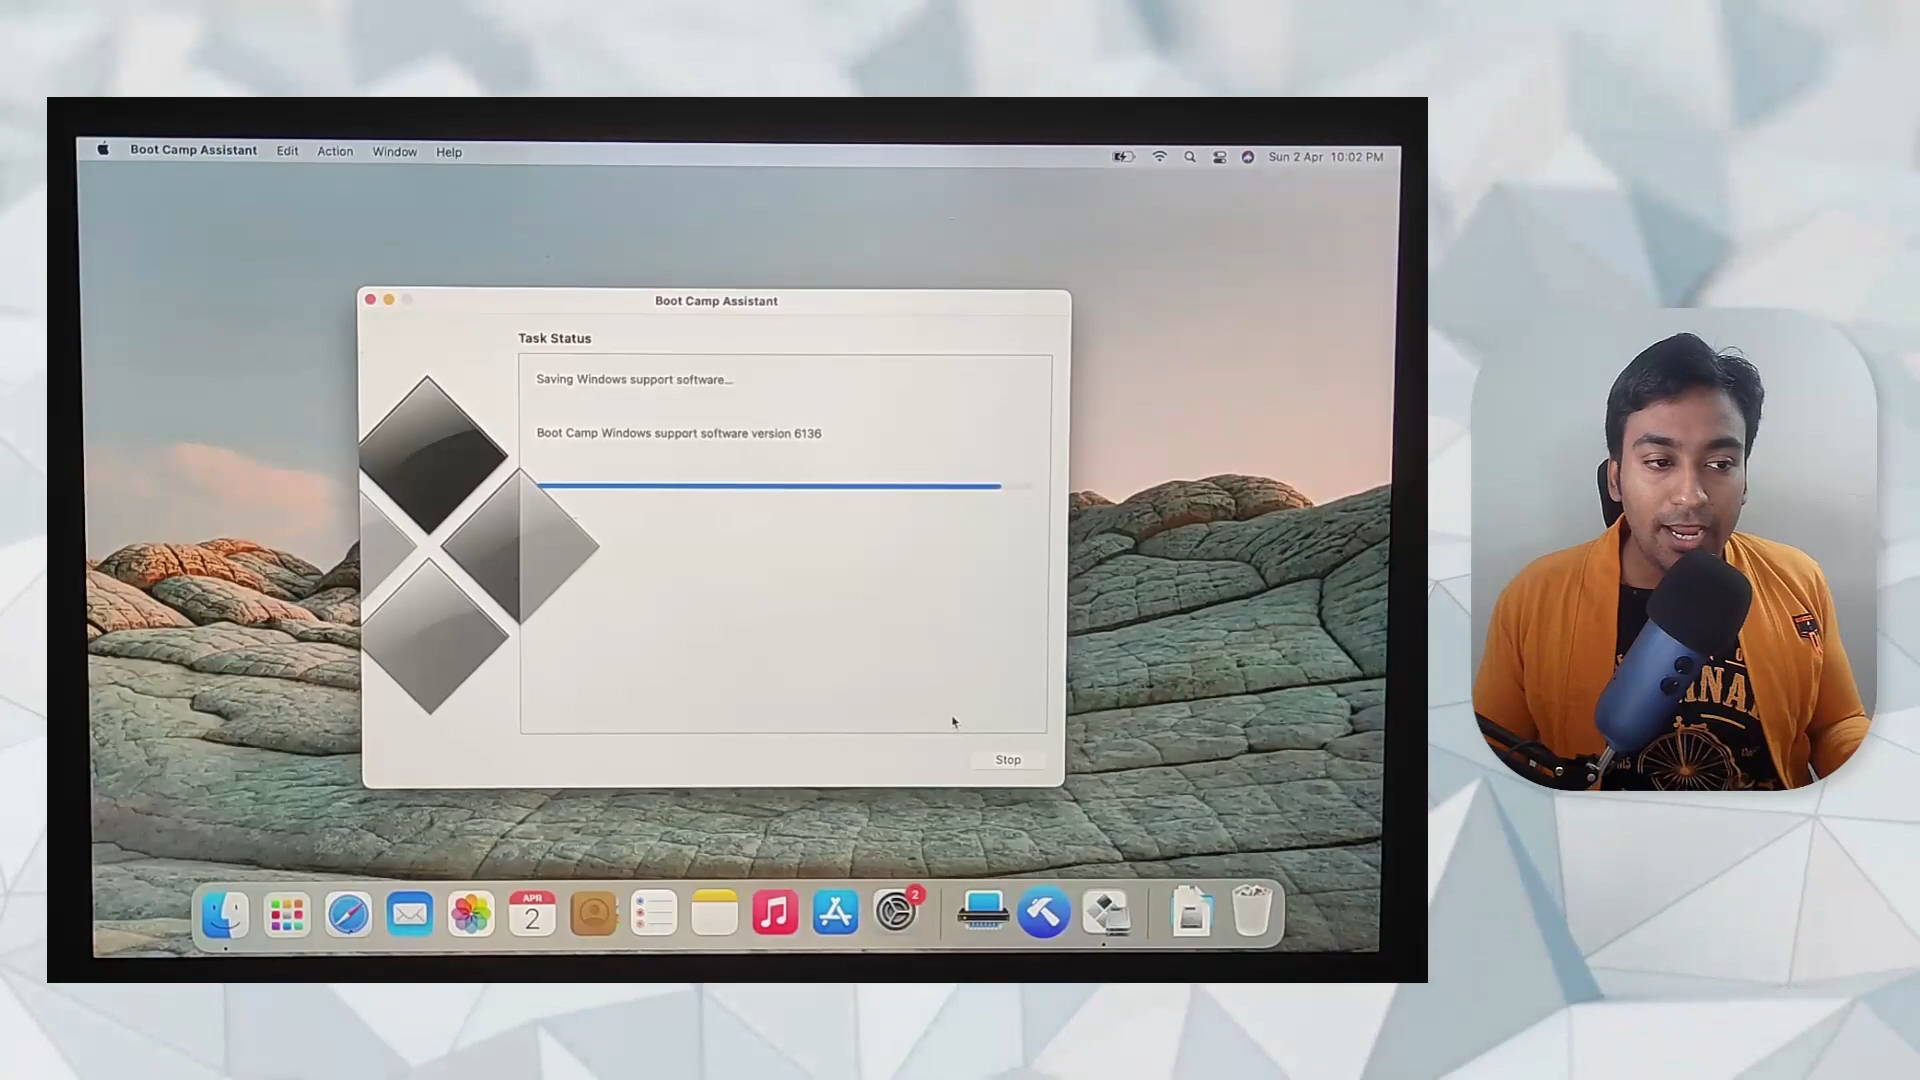 Boot Camp Assistant Edit Action Window Help
Sun 2 Apr 10:02 PM
Boot Camp Assistant
Task Status
Saving Windows support software...
Boot Camp Windows support software version 6136
Stop
APR
2
2